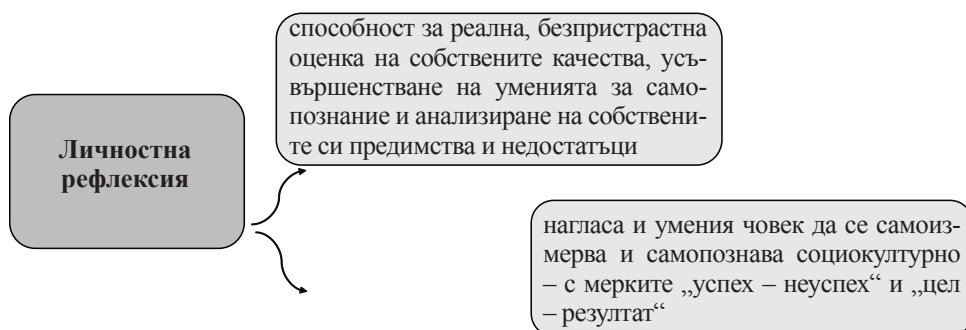 способност за реална, безпристрастна
оценка на собствените качества, усъ-
вършенстване на уменията за само-
познание и анализиране на собствени-
те си предимства и недостатъци
Личностна
рефлексия
нагласа и умения човек да се самоиз-
мерва и самопознава социокултурно
– с мерките „успех – неуспех“ и „цел
– резултат“